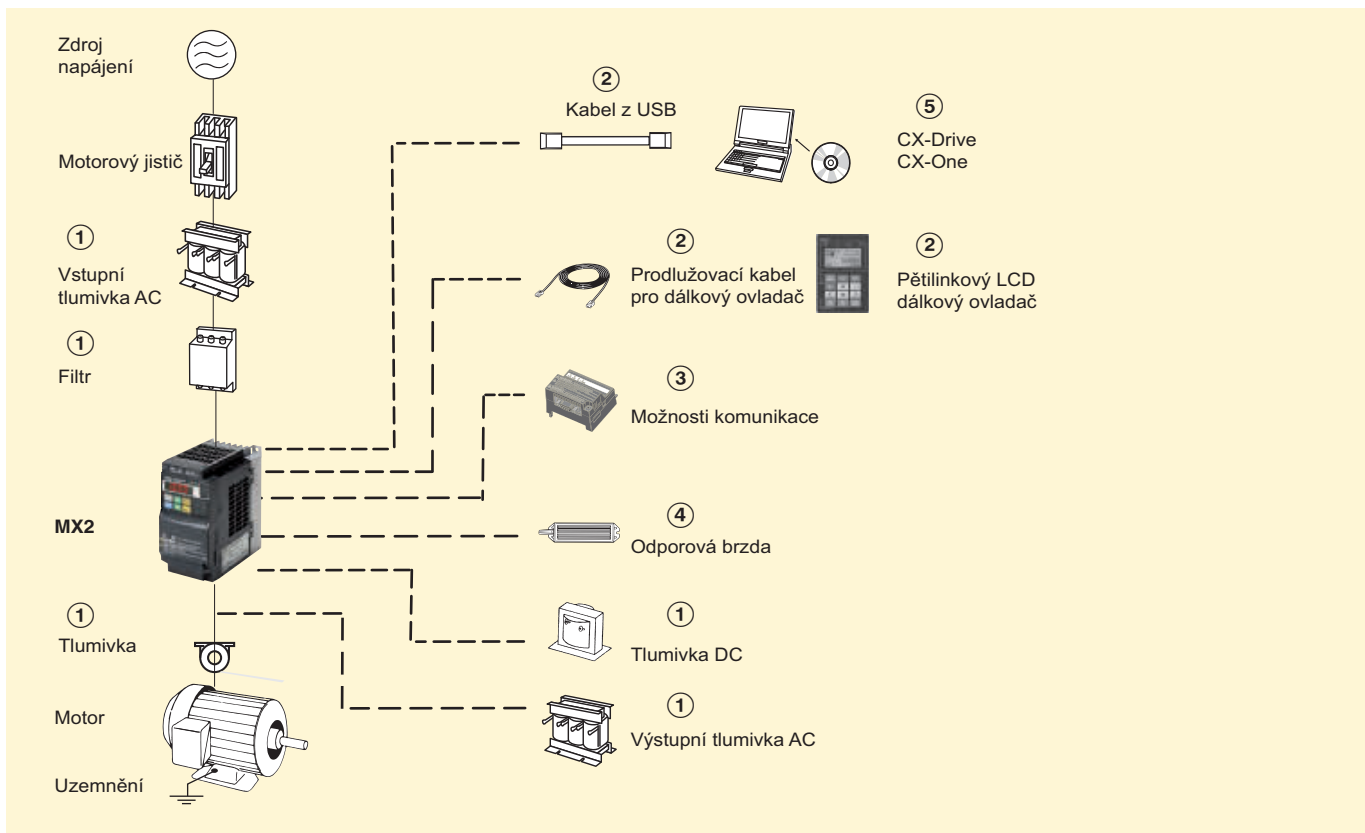 Zdroj
napájení
Motorový jistič
1
Vstupní
tlumivka AC
1
Filtr
MX2
1
Tlumivka
Motor
Uzemnění
2
Kabel z USB
5
CX-Drive
CX-One
2
Prodlužovací kabel
pro dálkový ovladač
2
Pětilinkový LCD
dálkový ovladač
3
Možnosti komunikace
4
Odporová brzda
1
Tlumivka DC
1
Výstupní tlumivka AC